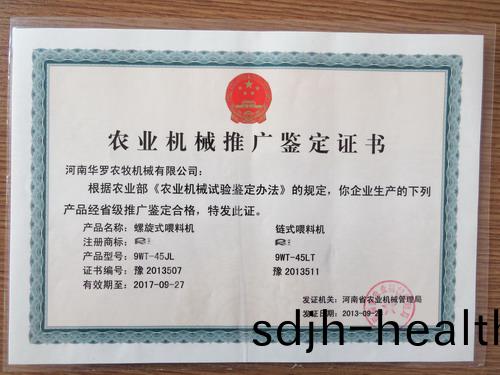 农业机械推广鉴定证书
河南华罗农牧机械有限公司：
根据农业部《农业机械试验鉴定办法》的规定，你企业生产的下列
产品经省级推广鉴定合格，特发此证。
产品名称：螺旋式喂料机 链式喂料机
注册商标：
产品型号：9WT-45JL 9WT-45LT
证书编号：豫 2013507 豫 2013511
有效期至：2017-09-27
发证机关：河南省农业机械管理局
发证日期：2013-09-2
sdjh-health